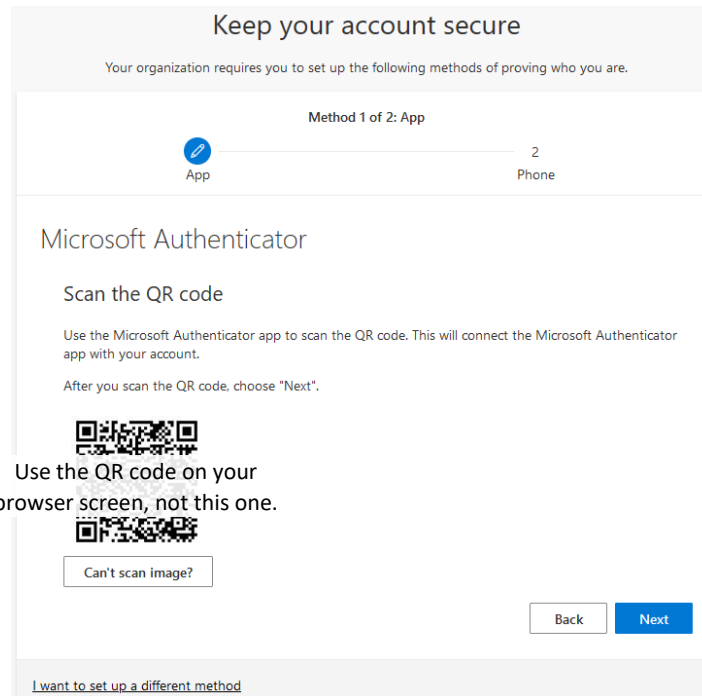 Keep your account secure
Your organization requires you to set up the following methods of proving who you are.
Method 1 of 2: App
2
App
Phone
Microsoft Authenticator
Scan the QR code
Use the Microsoft Authenticator app to scan the QR code. This will connect the Microsoft Authenticator
app with your account.
After you scan the QR code, choose "Next".
Use the QR code on your
browser screen, not this one.
Can't scan image?
Back
Next
I want to set up a different method